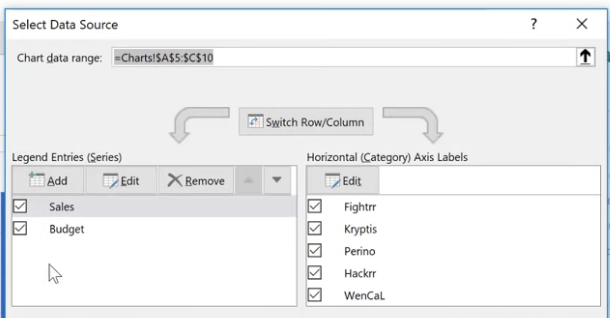 Select Data Source
?
Chart data range: =Charts!$A$5:$C$10
Switch Row/Column
Legend Entries (Series)
Horizontal (Category) Axis Labels
Add Edit Remove
Edit
Sales
Budget
Fightrr
Kryptis
Perino
Hackrr
WenCaL